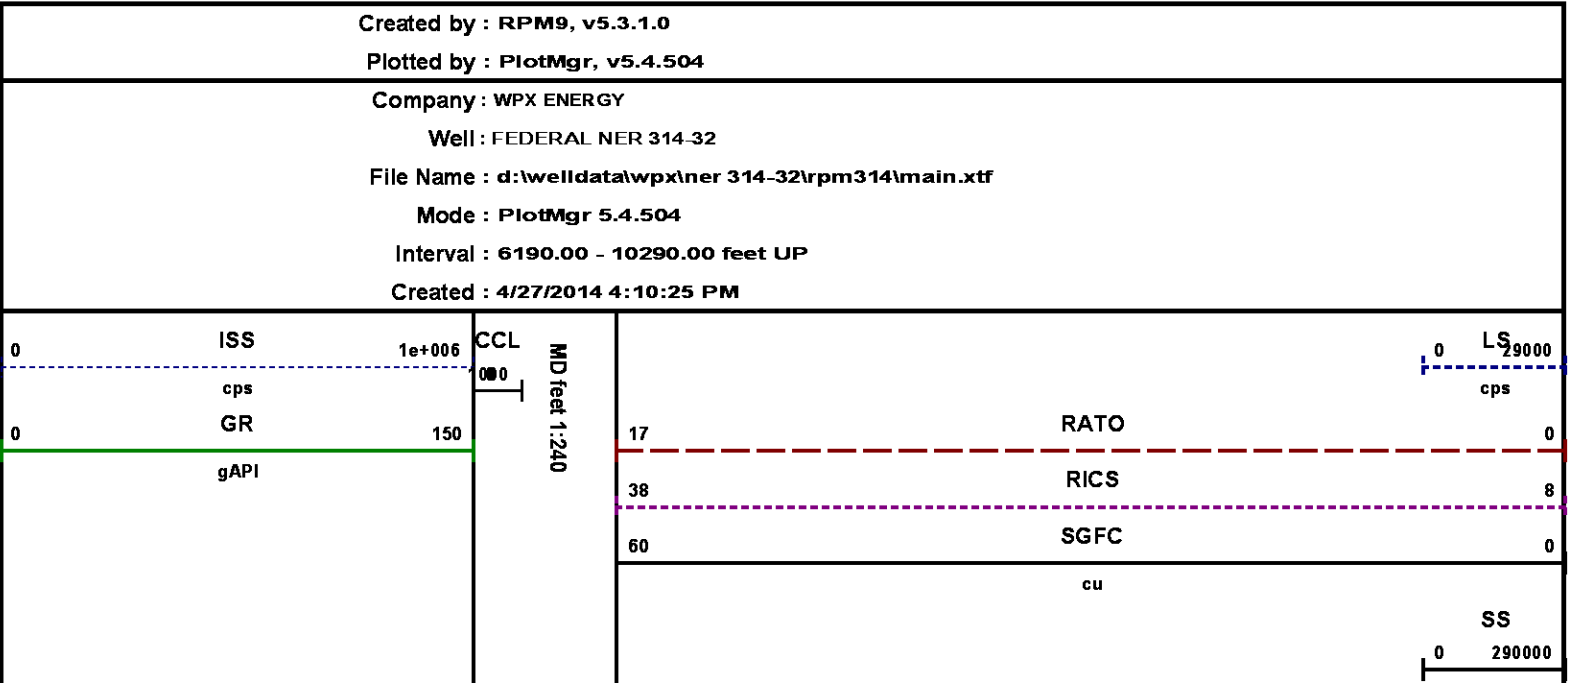 Created by : RPM9, v5.3.1.0
Plotted by : PlotMgr, v5.4.504
Company : WPX ENERGY
Well : FEDERAL NER 314-32
File Name : d:\welldata\wpx\ner 314-32\rpm314\main.xtf
Mode : PlotMgr 5.4.504
Interval : 6190.00 - 10290.00 feet UP
Created : 4/27/2014 4:10:25 PM
ISS
0 1e+006
cps
GR
0 150
gAPI
CCL
MD feet 1:240
LS
0 29000
cps
RATO
17 0
RICS
38 8
SGFC
60 0
cu
SS
0 290000